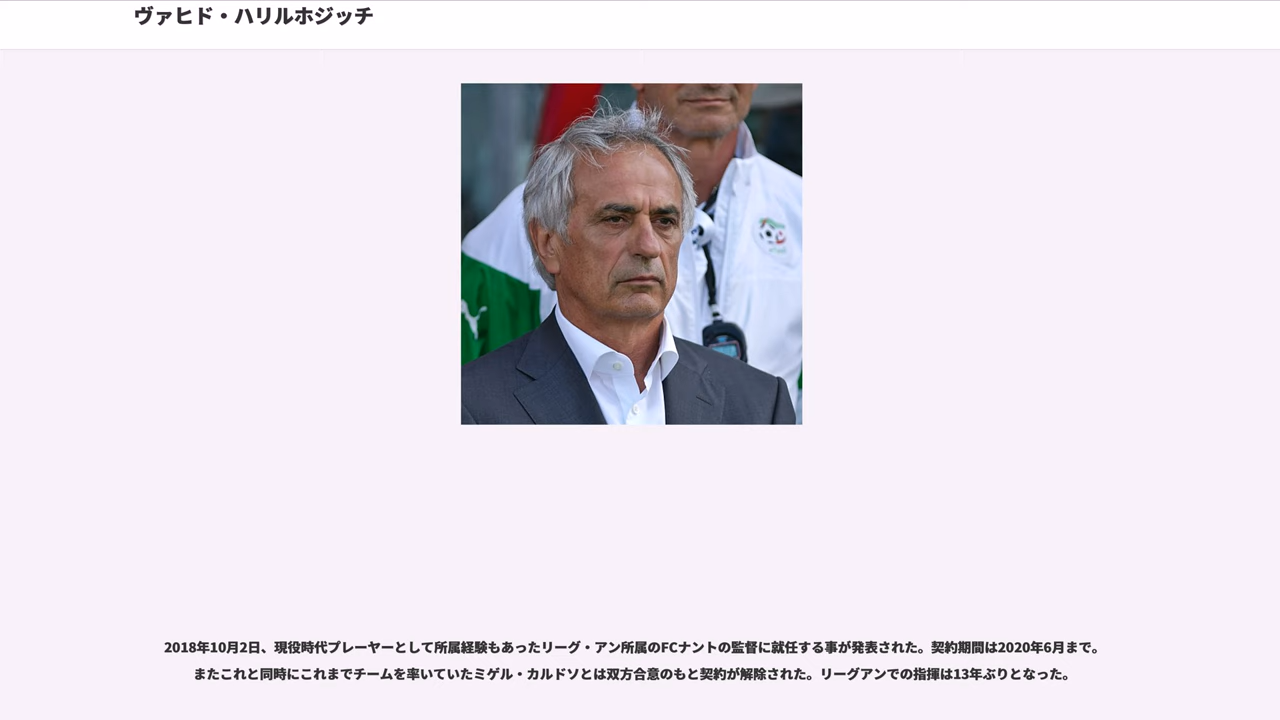 ヴァヒド・ハリルホジッチ
2018年10月2日、現役時代プレーヤーとして所属経験もあったリーグ・アン所属のFCナントの監督に就任する事が発表された。契約期間は2020年6月まで。
またこれと同時にこれまでチームを率いていたミゲル・カルドソとは双方合意のもと契約が解除された。リーグアンでの指揮は13年ぶりとなった。